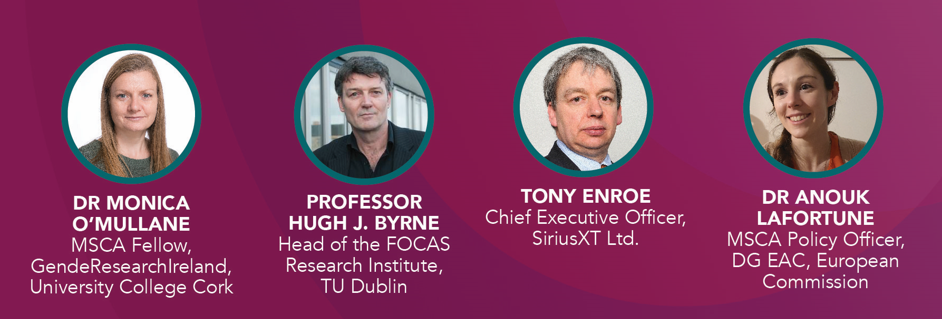 DR MONICA
O'MULLANE
MSCA Fellow,
GendeResearchIreland,
University College Cork
PROFESSOR
HUGH J. BYRNE
Head of the FOCAS
Research Institute,
TU Dublin
TONY ENROE
Chief Executive Officer,
SiriusXT Ltd.
DR ANOUK
LAFORTUNE
MSCA Policy Officer,
DG EAC, European
Commission